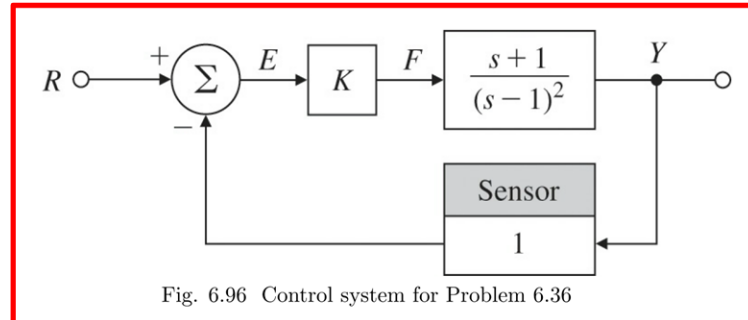 R + Σ E K F s + 1 Y
(s − 1)²
−
Sensor
1
Fig. 6.96 Control system for Problem 6.36